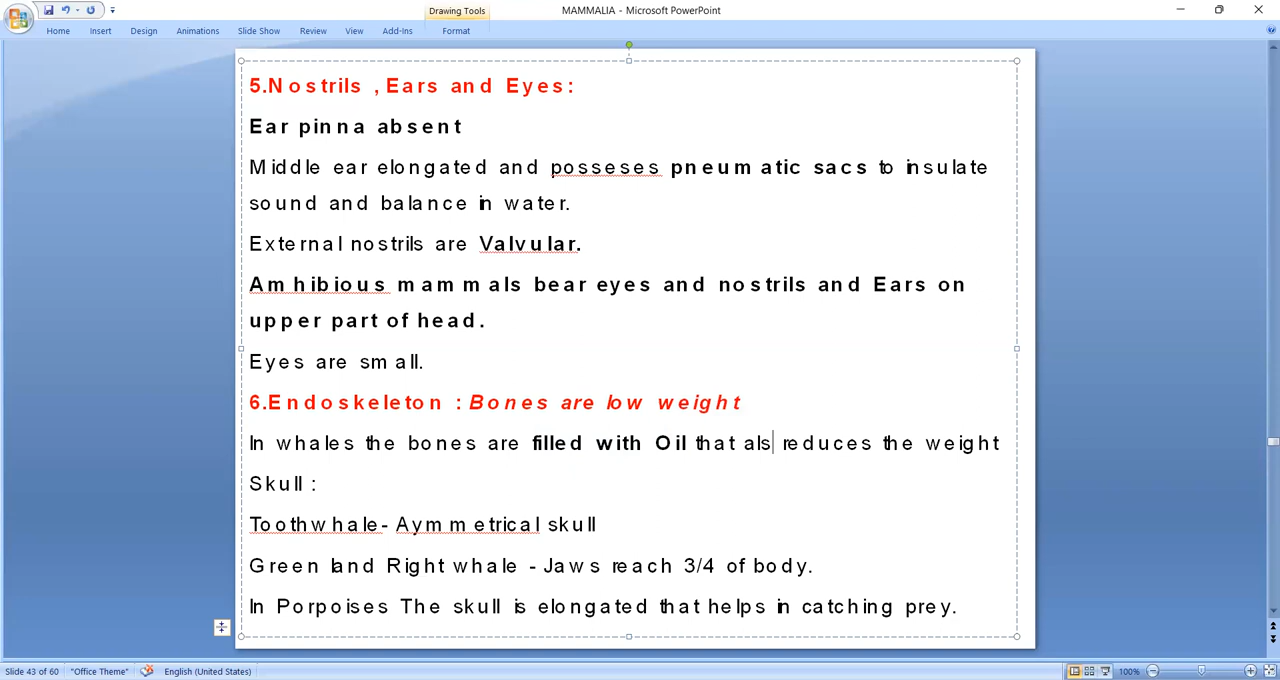 Drawing Tools
MAMMALIA - Microsoft PowerPoint
Home Insert Design Animations Slide Show Review View Add-Ins Format
5.Nostrils ,Ears and Eyes:
Ear pinna absent
Middle ear elongated and posseses pneumatic sacs to insulate
sound and balance in water.
External nostrils are Valvular.
Amhibious mammals bear eyes and nostrils and Ears on
upper part of head.
Eyes are small.
6.Endoskeleton : Bones are low weight
In whales the bones are filled with Oil that als reduces the weight
Skull :
Toothwhale- Aymmetrical skull
Green land Right whale - Jaws reach 3/4 of body.
In Porpoises The skull is elongated that helps in catching prey.
Slide 43 of 60 "Office Theme" English (United States) 100%